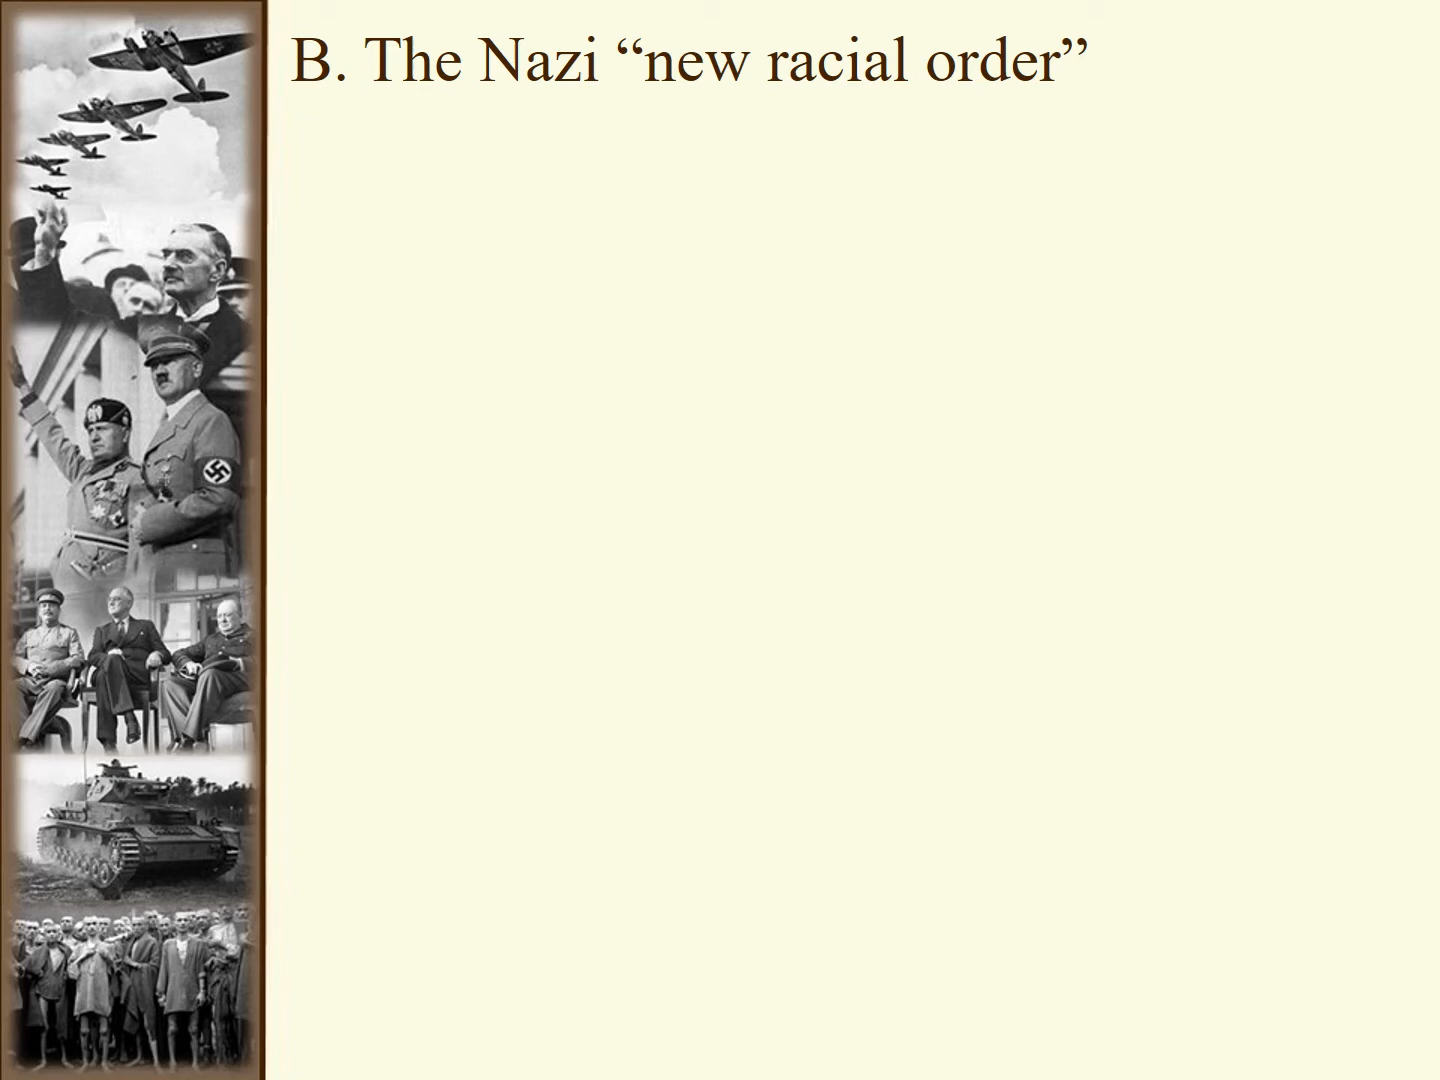 B. The Nazi “new racial order”